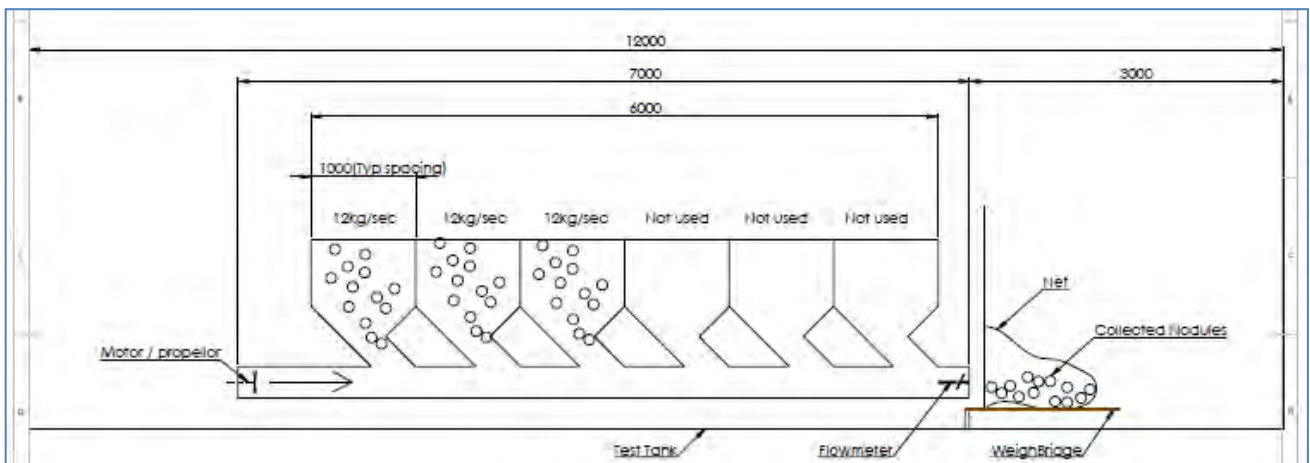 12000
7000
3000
6000
1000(Typ spacing)
12kg/sec
12kg/sec
12kg/sec
Not used
Not used
Not used
Net
Collected Nodules
Motor / propellor
Test Tank
Flowmeter
WeighBridge